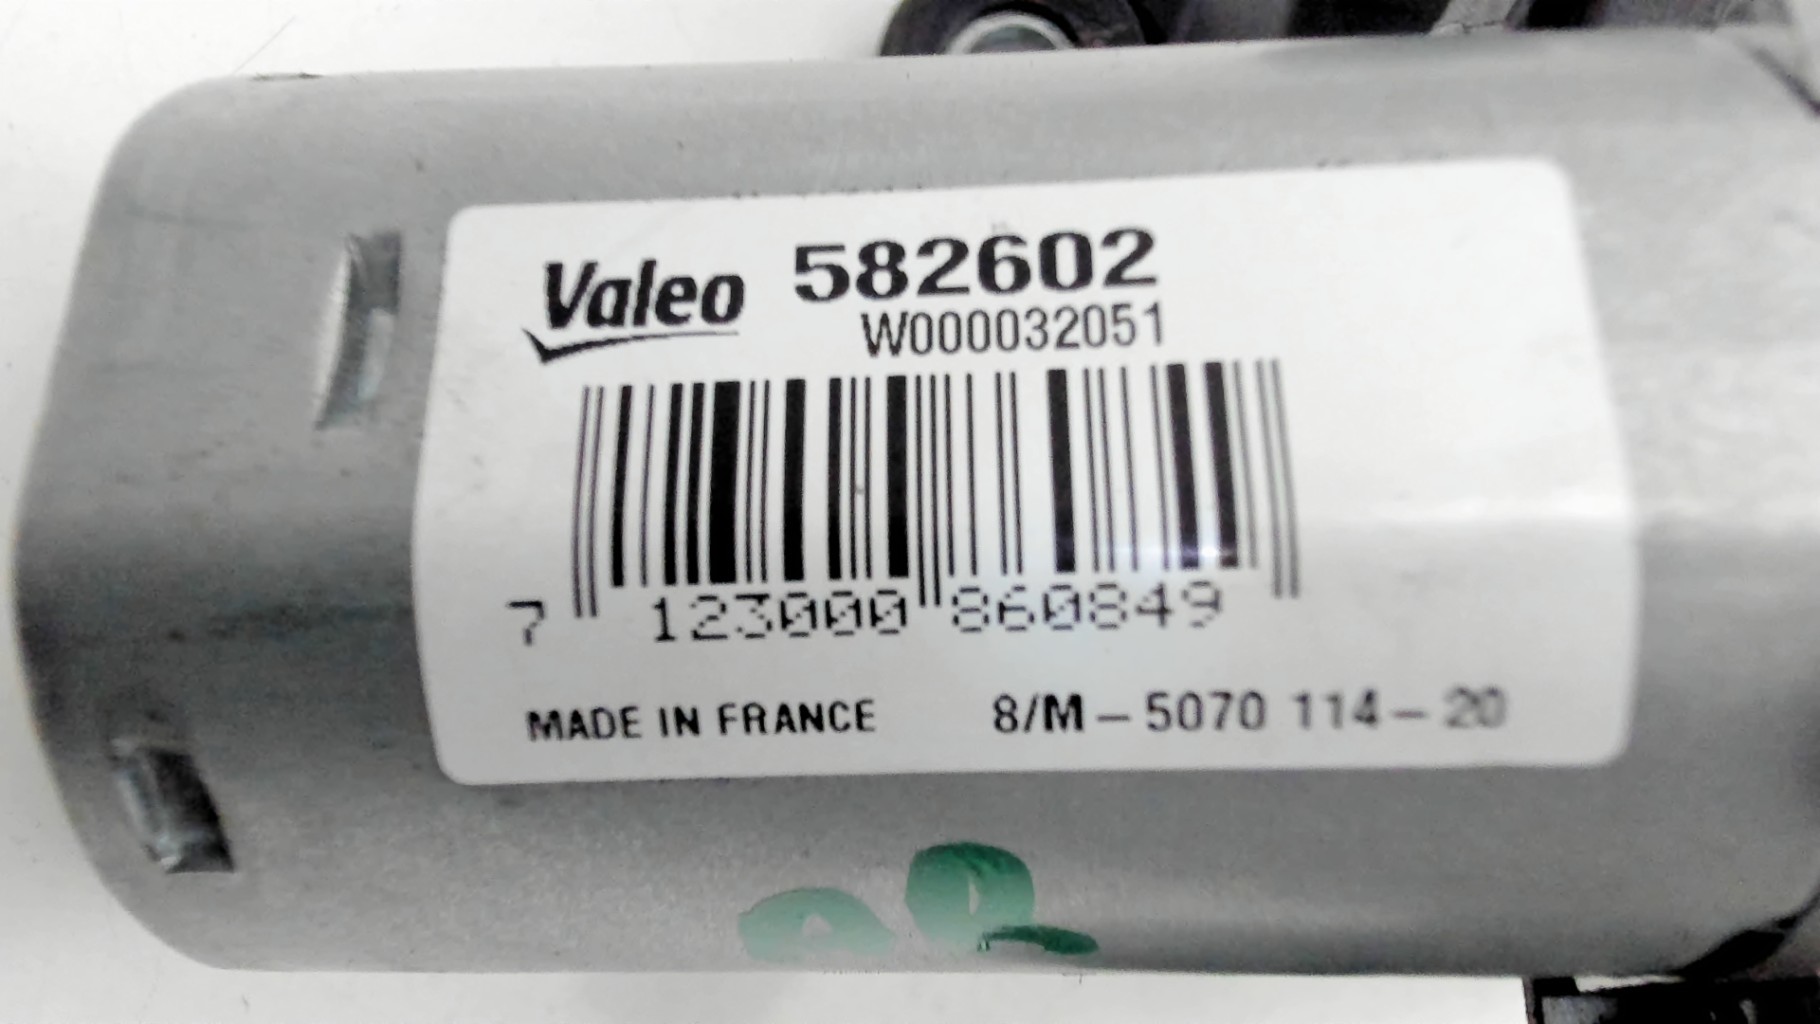 Valeo 582602
W000032051
7 123000 860849
MADE IN FRANCE 8/M - 5070 114 - 20